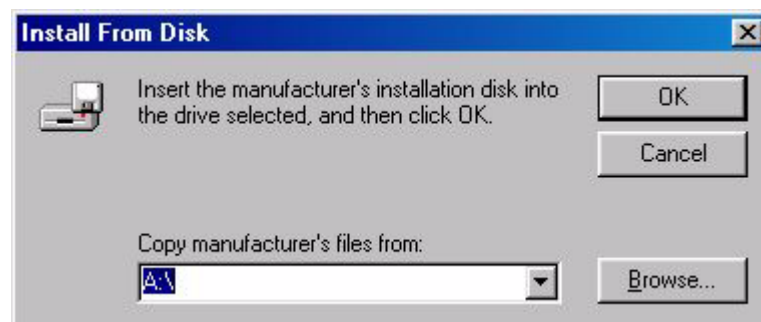 Install From Disk
Insert the manufacturer's installation disk into
the drive selected, and then click OK.
OK
Cancel
Copy manufacturer's files from:
A:\
Browse...